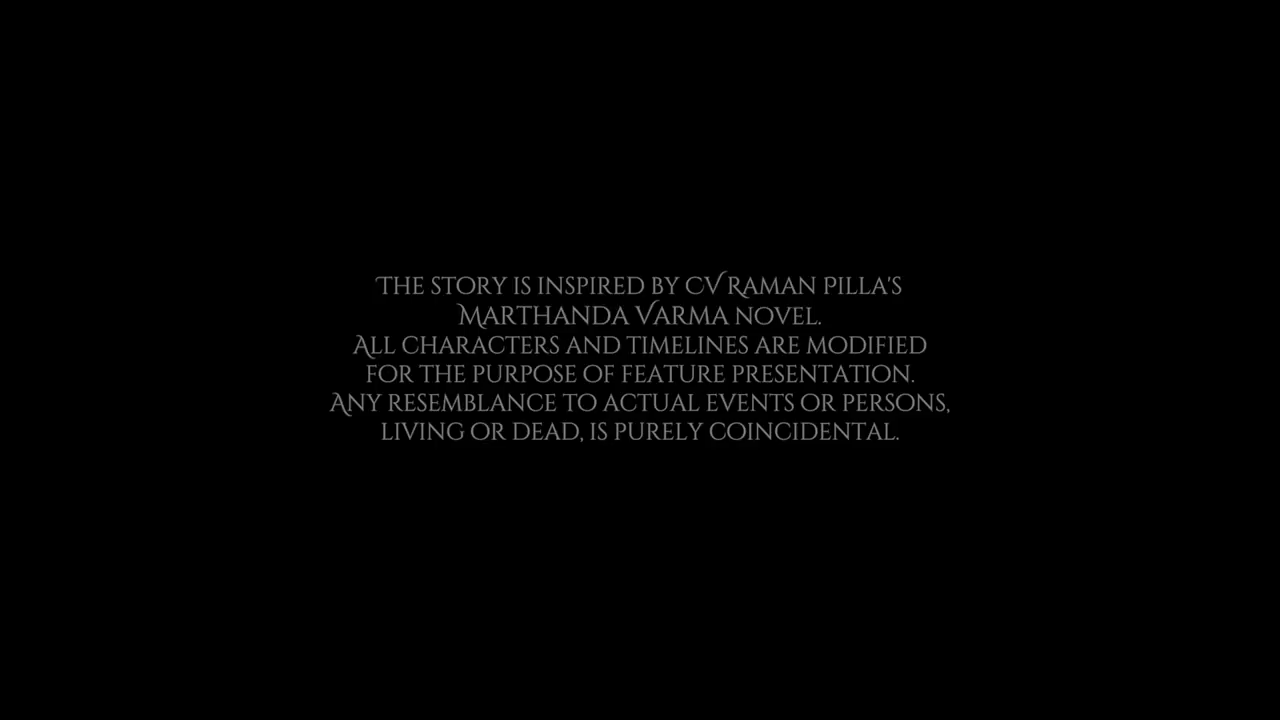 THE STORY IS INSPIRED BY CV RAMAN PILLA'S
MARTHANDA VARMA NOVEL.
ALL CHARACTERS AND TIMELINES ARE MODIFIED
FOR THE PURPOSE OF FEATURE PRESENTATION.
ANY RESEMBLANCE TO ACTUAL EVENTS OR PERSONS,
LIVING OR DEAD, IS PURELY COINCIDENTAL.